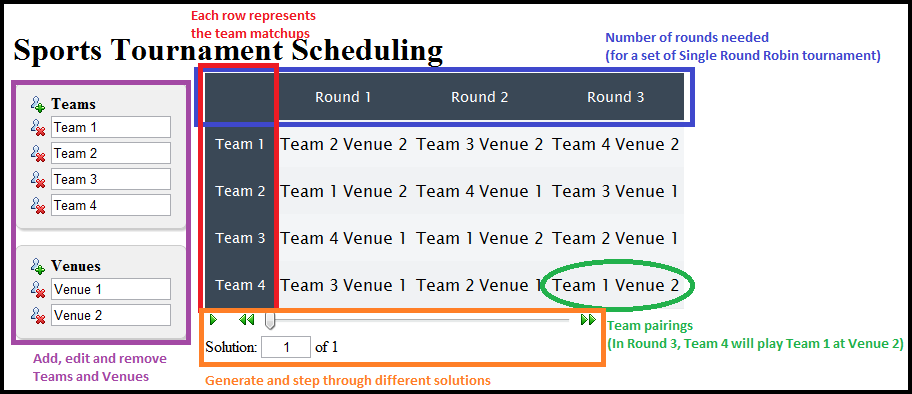 Each row represents
the team matchups
Sports Tournament Scheduling
Number of rounds needed
(for a set of Single Round Robin tournament)
Teams
Team 1
Team 2
Team 3
Team 4
Venues
Venue 1
Venue 2
Add, edit and remove
Teams and Venues
Round 1 Round 2 Round 3
Team 1 Team 2 Venue 2 Team 3 Venue 2 Team 4 Venue 2
Team 2 Team 1 Venue 2 Team 4 Venue 1 Team 3 Venue 1
Team 3 Team 4 Venue 1 Team 1 Venue 2 Team 2 Venue 1
Team 4 Team 3 Venue 1 Team 2 Venue 1 Team 1 Venue 2
Solution: 1 of 1
Generate and step through different solutions
Team pairings
(In Round 3, Team 4 will play Team 1 at Venue 2)